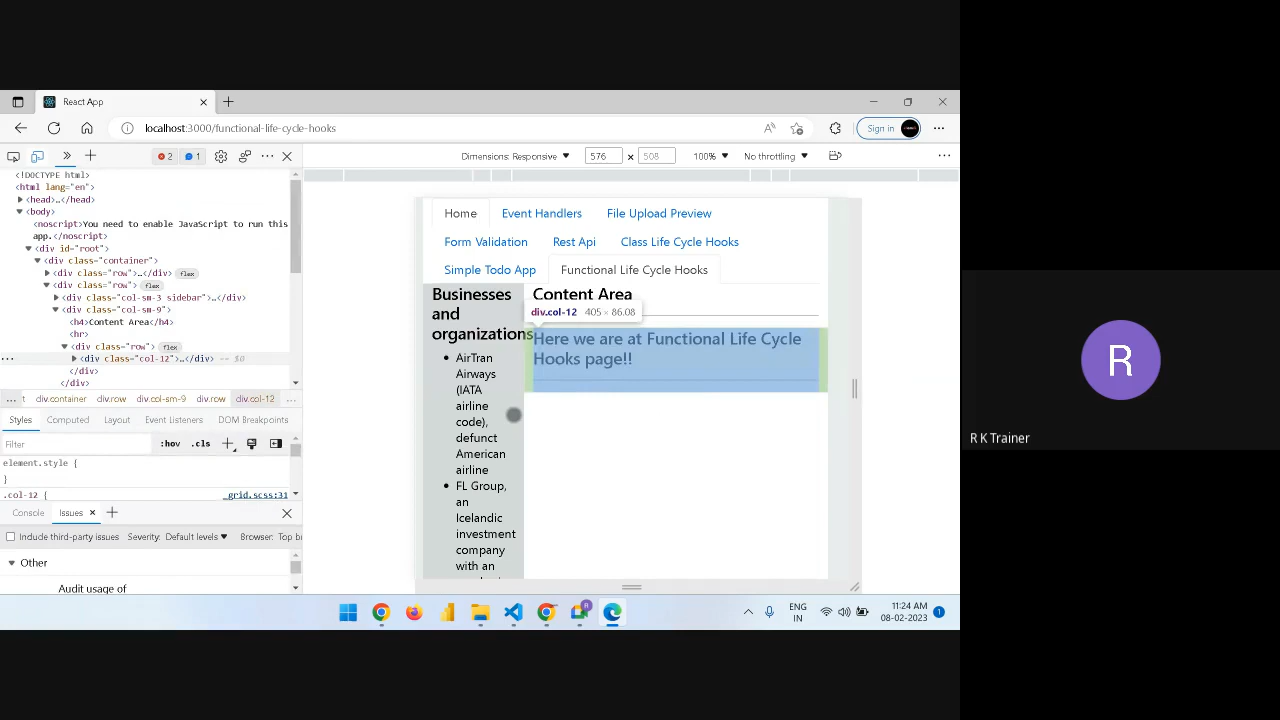 React App
localhost:3000/functional-life-cycle-hooks
Sign in
2
1
Dimensions: Responsive
576 x 508
100%
No throttling
<!DOCTYPE html>
<html lang="en">
<head>…</head>
<body>
<noscript>You need to enable JavaScript to run this
app.</noscript>
<div id="root">
<div class="container">
<div class="row">…</div> flex
<div class="row"> flex
<div class="col-sm-3 sidebar">…</div>
<div class="col-sm-9">
<h4>Content Area</h4>
<hr>
<div class="row"> flex
<div class="col-12">…</div> == $0
</div>
</div>
... t div.container div.row div.col-sm-9 div.row div.col-12 ...
Styles Computed Layout Event Listeners DOM Breakpoints
Filter
:hov .cls
element.style {
}
.col-12 { _grid.scss:31
Console Issues
Include third-party issues Severity: Default levels Browser: Top bi
Other
Audit usage of
Home Event Handlers File Upload Preview
Form Validation Rest Api Class Life Cycle Hooks
Simple Todo App Functional Life Cycle Hooks
Businesses
and
organizations
AirTran
Airways
(IATA
airline
code),
defunct
American
airline
FL Group,
an
Icelandic
investment
company
with an
Content Area
div.col-12 405 × 86.08
Here we are at Functional Life Cycle
Hooks page!!
ENG
IN
11:24 AM
08-02-2023
1
R
R K Trainer